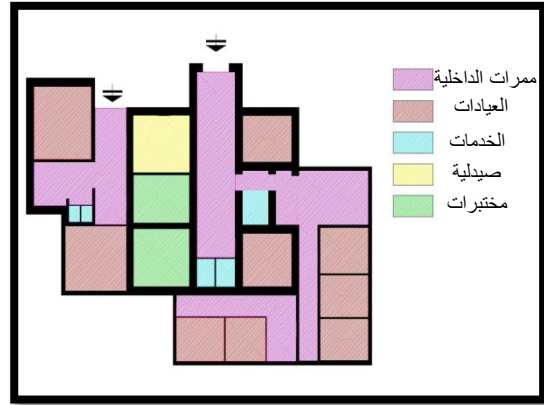 ممرات الداخلية
العيادات
الخدمات
صيدلية
مختبرات